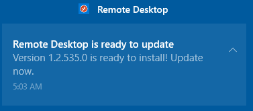 Remote Desktop
Remote Desktop is ready to update
Version 1.2.535.0 is ready to install! Update
now.
5:03 AM